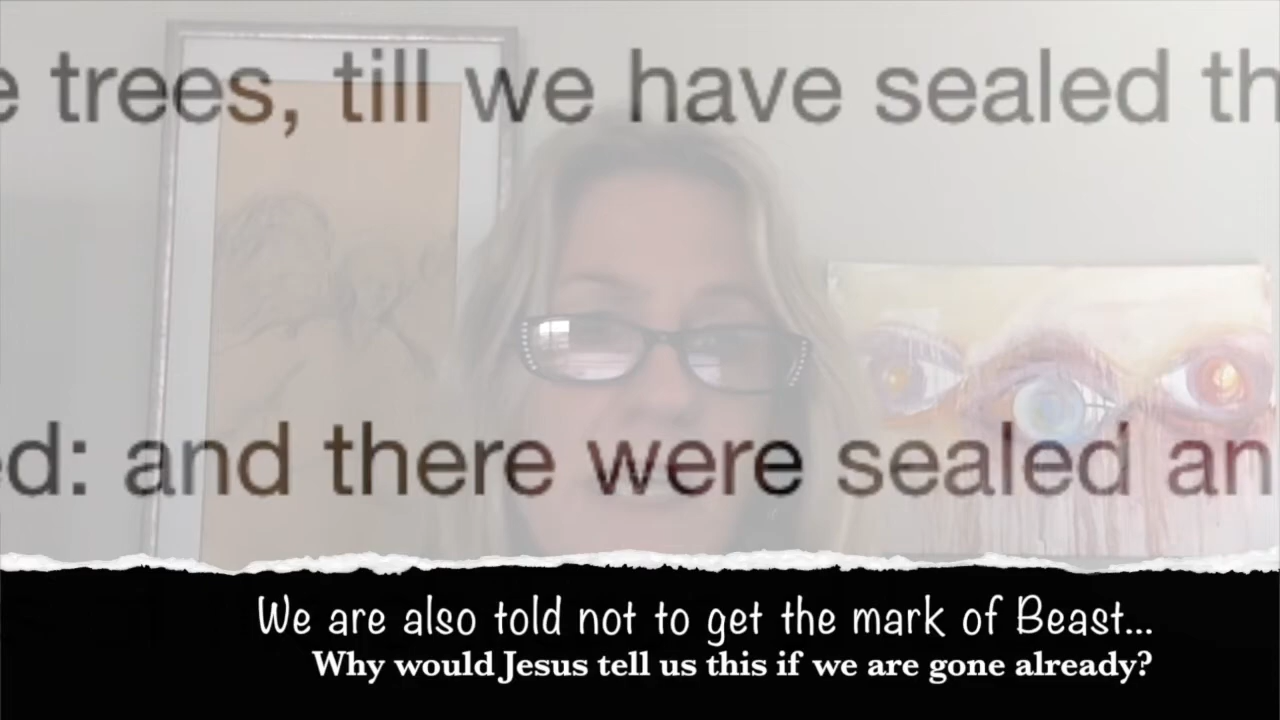 e trees, till we have sealed th
ed: and there were sealed an
We are also told not to get the mark of Beast...
Why would Jesus tell us this if we are gone already?